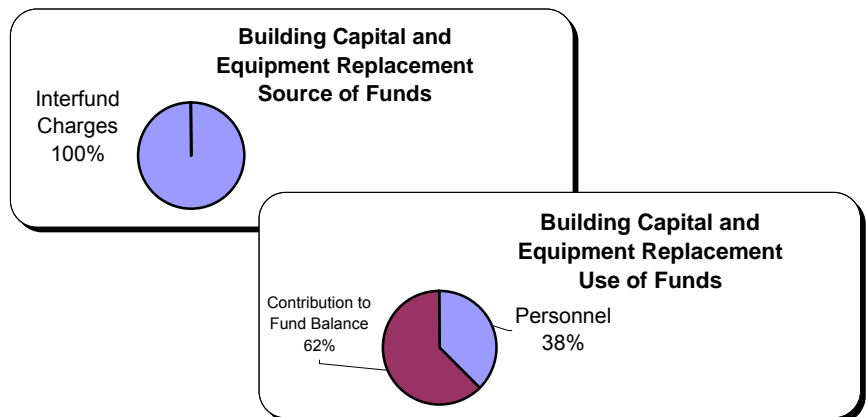 Building Capital and
Equipment Replacement
Source of Funds
Interfund
Charges
100%
Building Capital and
Equipment Replacement
Use of Funds
Contribution to
Fund Balance
62%
Personnel
38%